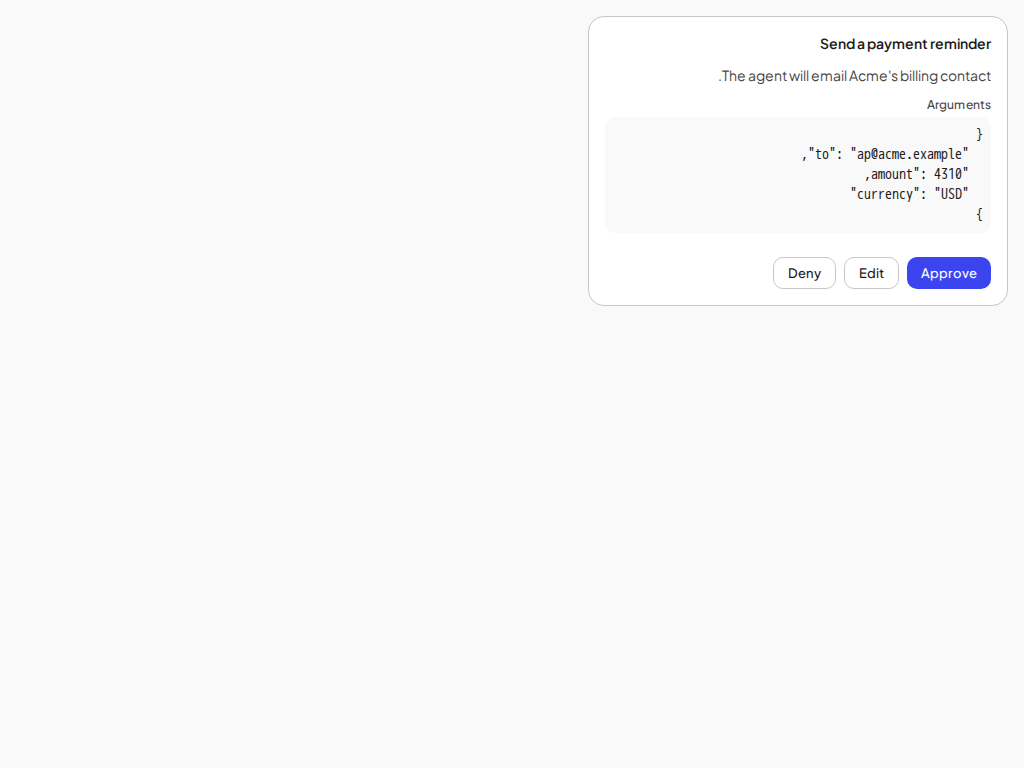 Send a payment reminder
.The agent will email Acme's billing contact
Arguments
}
,"to": "ap@acme.example"
,amount": 4310"
"currency": "USD"
{
Approve
Edit
Deny